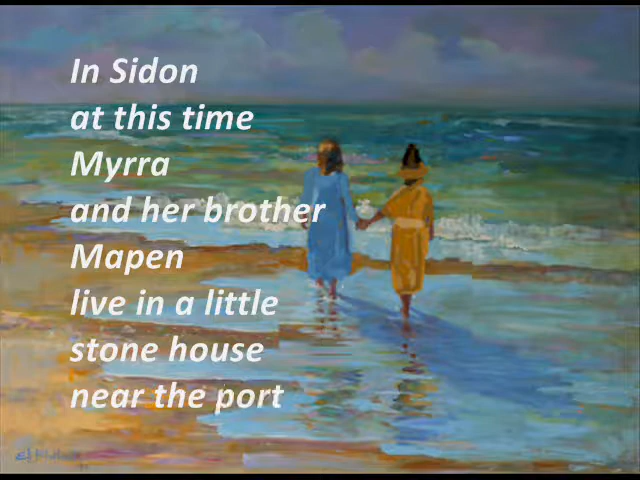 In Sidon
at this time
Myrra
and her brother
Mapen
live in a little
stone house
near the port